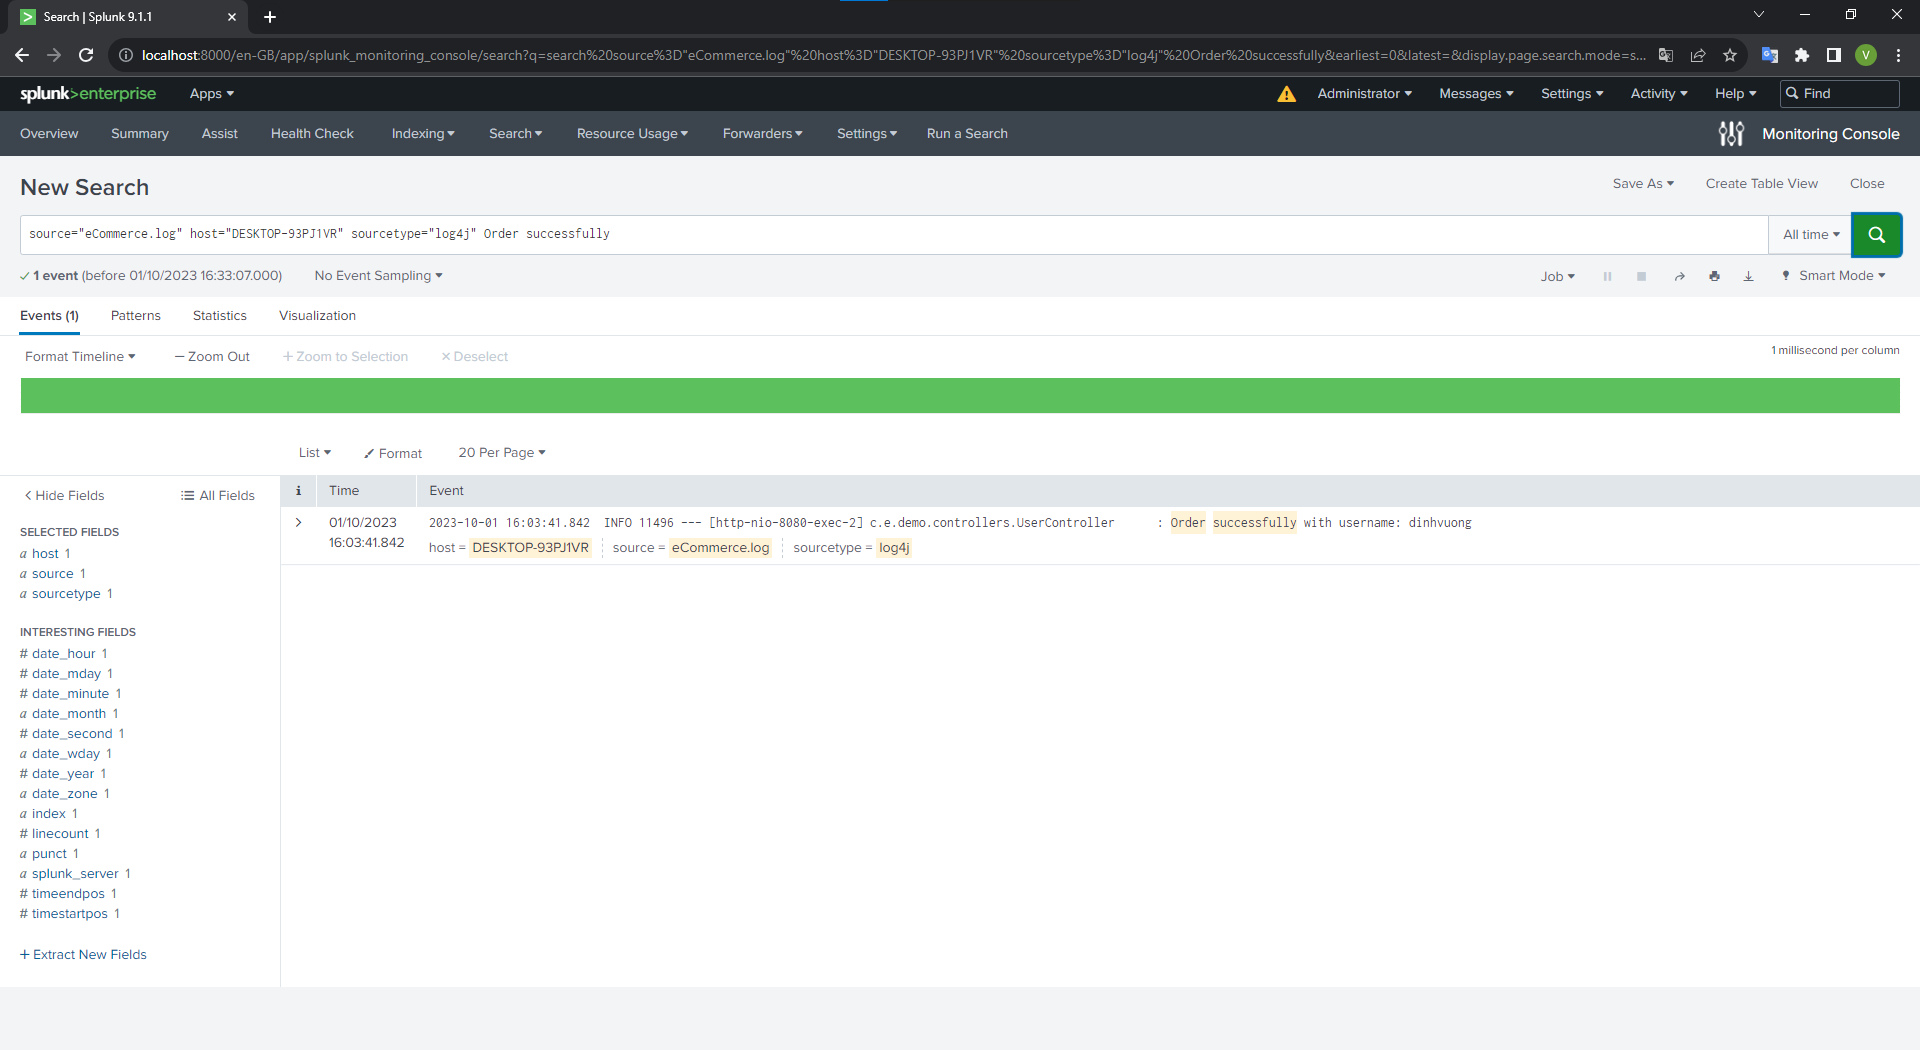 Search | Splunk 9.1.1
localhost:8000/en-GB/app/splunk_monitoring_console/search?q=search%20source%3D"eCommerce.log"%20host%3D"DESKTOP-93PJ1VR"%20sourcetype%3D"log4j"%20Order%20successfully&earliest=0&latest=&display.page.search.mode=s...
V
splunk>enterprise Apps Administrator Messages Settings Activity Help Find
Overview Summary Assist Health Check Indexing Search Resource Usage Forwarders Settings Run a Search Monitoring Console
New Search Save As Create Table View Close
source="eCommerce.log" host="DESKTOP-93PJ1VR" sourcetype="log4j" Order successfully All time
1 event (before 01/10/2023 16:33:07.000) No Event Sampling Job Smart Mode
Events (1) Patterns Statistics Visualization
Format Timeline Zoom Out + Zoom to Selection × Deselect 1 millisecond per column
List Format 20 Per Page
Hide Fields All Fields
i Time Event
01/10/2023
16:03:41.842
2023-10-01 16:03:41.842 INFO 11496 --- [http-nio-8080-exec-2] c.e.demo.controllers.UserController : Order successfully with username: dinhvuong
host = DESKTOP-93PJ1VR source = eCommerce.log sourcetype = log4j
SELECTED FIELDS
a host 1
a source 1
a sourcetype 1
INTERESTING FIELDS
# date_hour 1
# date_mday 1
# date_minute 1
a date_month 1
# date_second 1
a date_wday 1
# date_year 1
a date_zone 1
a index 1
# linecount 1
a punct 1
a splunk_server 1
# timeendpos 1
# timestartpos 1
+ Extract New Fields